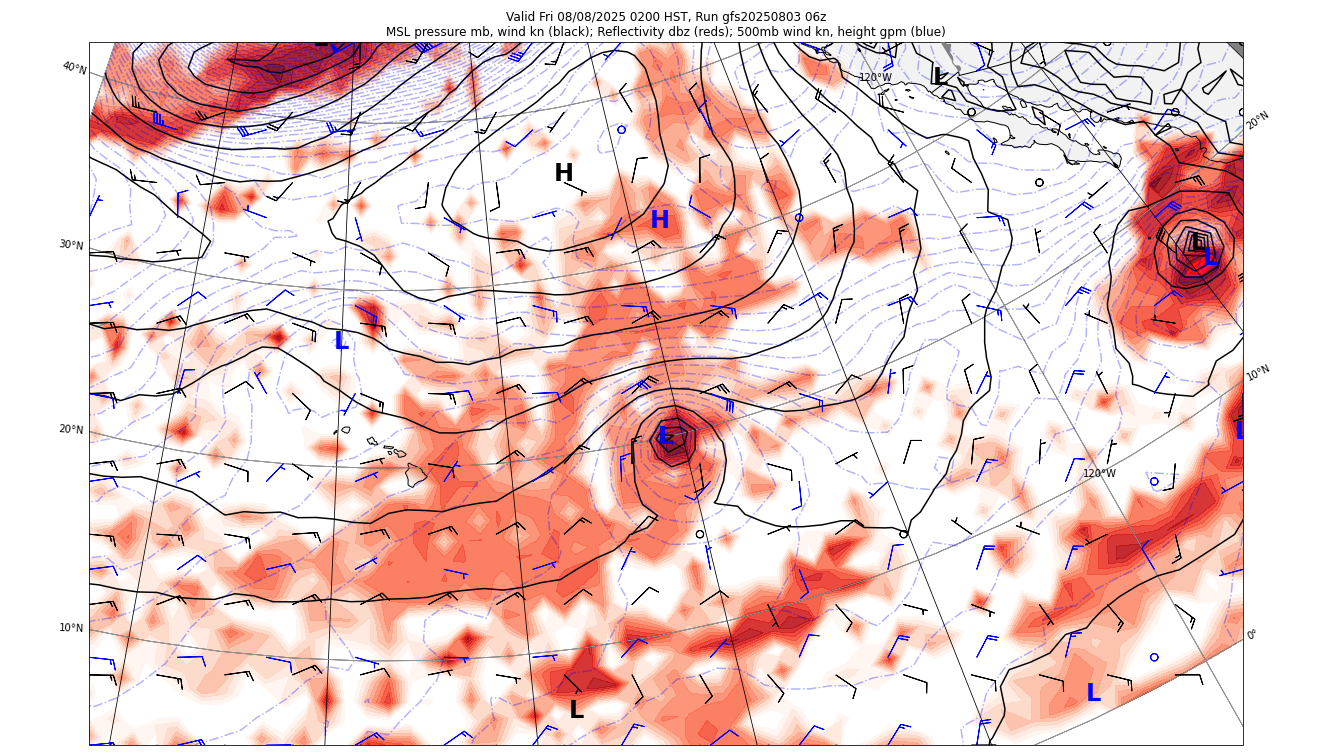 Valid Fri 08/08/2025 0200 HST, Run gfs20250803 06z
MSL pressure mb, wind kn (black); Reflectivity dbz (reds); 500mb wind kn, height gpm (blue)
L
L
40°N
120°W
L
20°N
H
H
30°N
L
L
L
10°N
20°N
L
L
120°W
10°N
0°
L
L